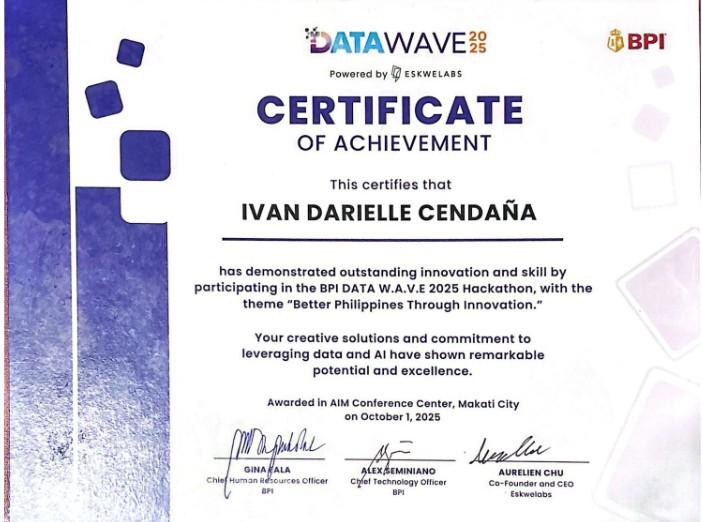 DATAWAVE 2025
BPI
Powered by ESKWELABS
CERTIFICATE
OF ACHIEVEMENT
This certifies that
IVAN DARIELLE CENDAÑA
has demonstrated outstanding innovation and skill by
participating in the BPI DATA W.A.V.E 2025 Hackathon, with the
theme “Better Philippines Through Innovation.”
Your creative solutions and commitment to
leveraging data and AI have shown remarkable
potential and excellence.
Awarded in AIM Conference Center, Makati City
on October 1, 2025
GINA EALA
Chief Human Resources Officer
BPI
ALEX SEMINIANO
Chief Technology Officer
BPI
AURELIEN CHU
Co-Founder and CEO
Eskwelabs